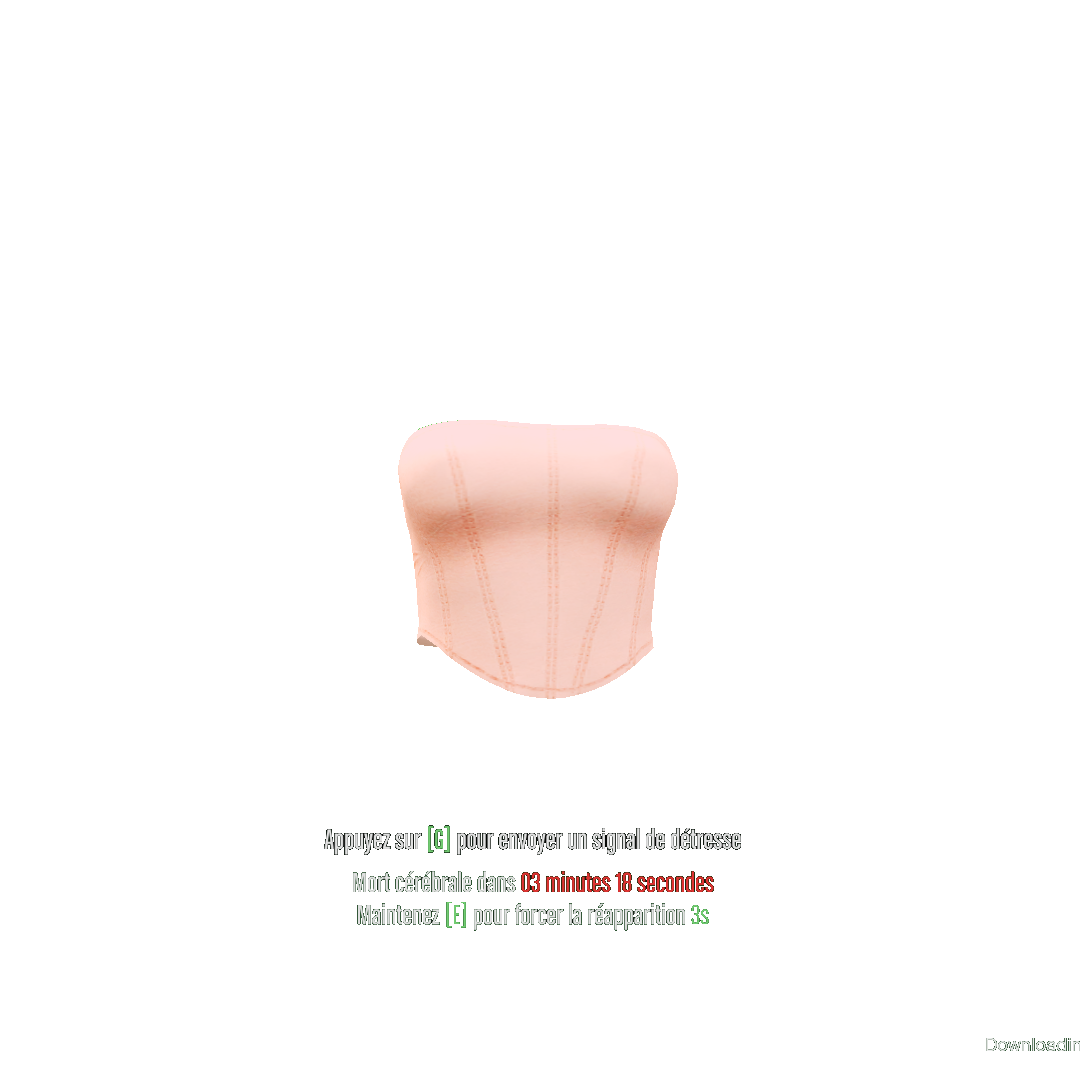 Appuyez sur [G] pour envoyer un signal de détresse
Mort cérébrale dans 03 minutes 18 secondes
Maintenez [E] pour forcer la réapparition 3s
Downloadin